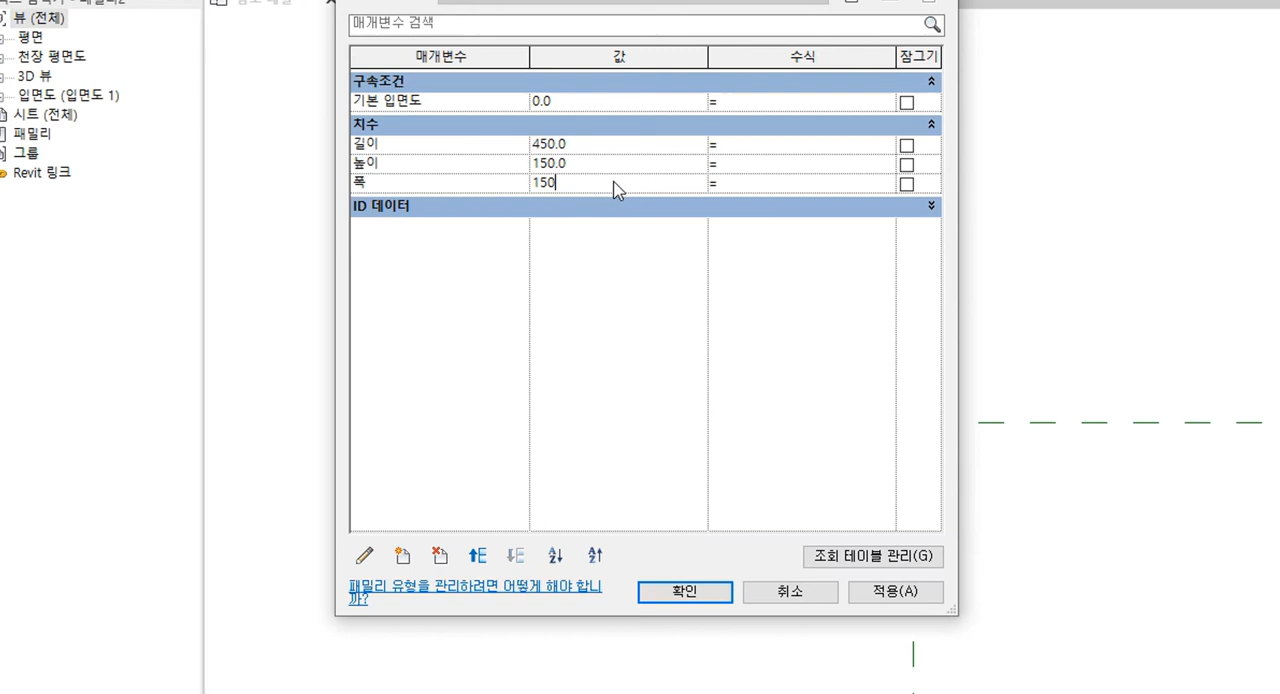 뷰 (전체)
평면
천장 평면도
3D 뷰
입면도 (입면도 1)
시트 (전체)
패밀리
그룹
Revit 링크
매개변수 검색
매개변수 값 수식 잠그기
구속조건
기본 입면도 0.0 =
치수
길이 450.0 =
높이 150.0 =
폭 150 =
ID 데이터
조회 테이블 관리(G)
패밀리 유형을 관리하려면 어떻게 해야 합니
까?
확인 취소 적용(A)